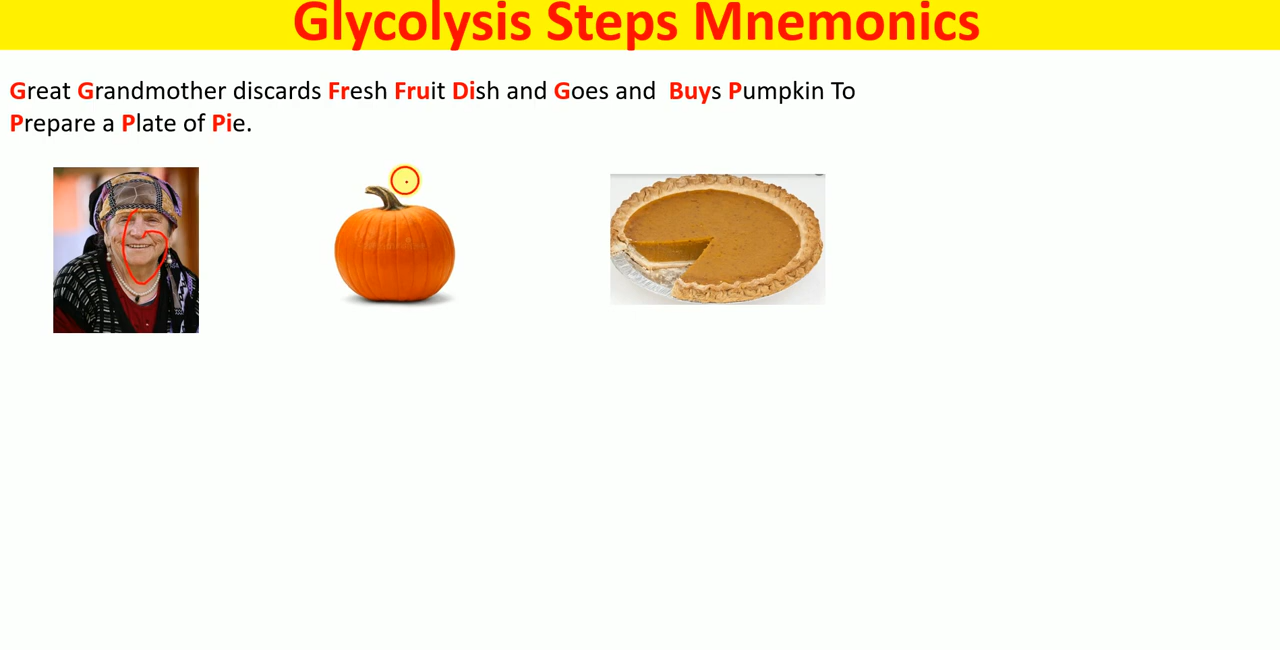 Glycolysis Steps Mnemonics
Great Grandmother discards Fresh Fruit Dish and Goes and Buys Pumpkin To
Prepare a Plate of Pie.